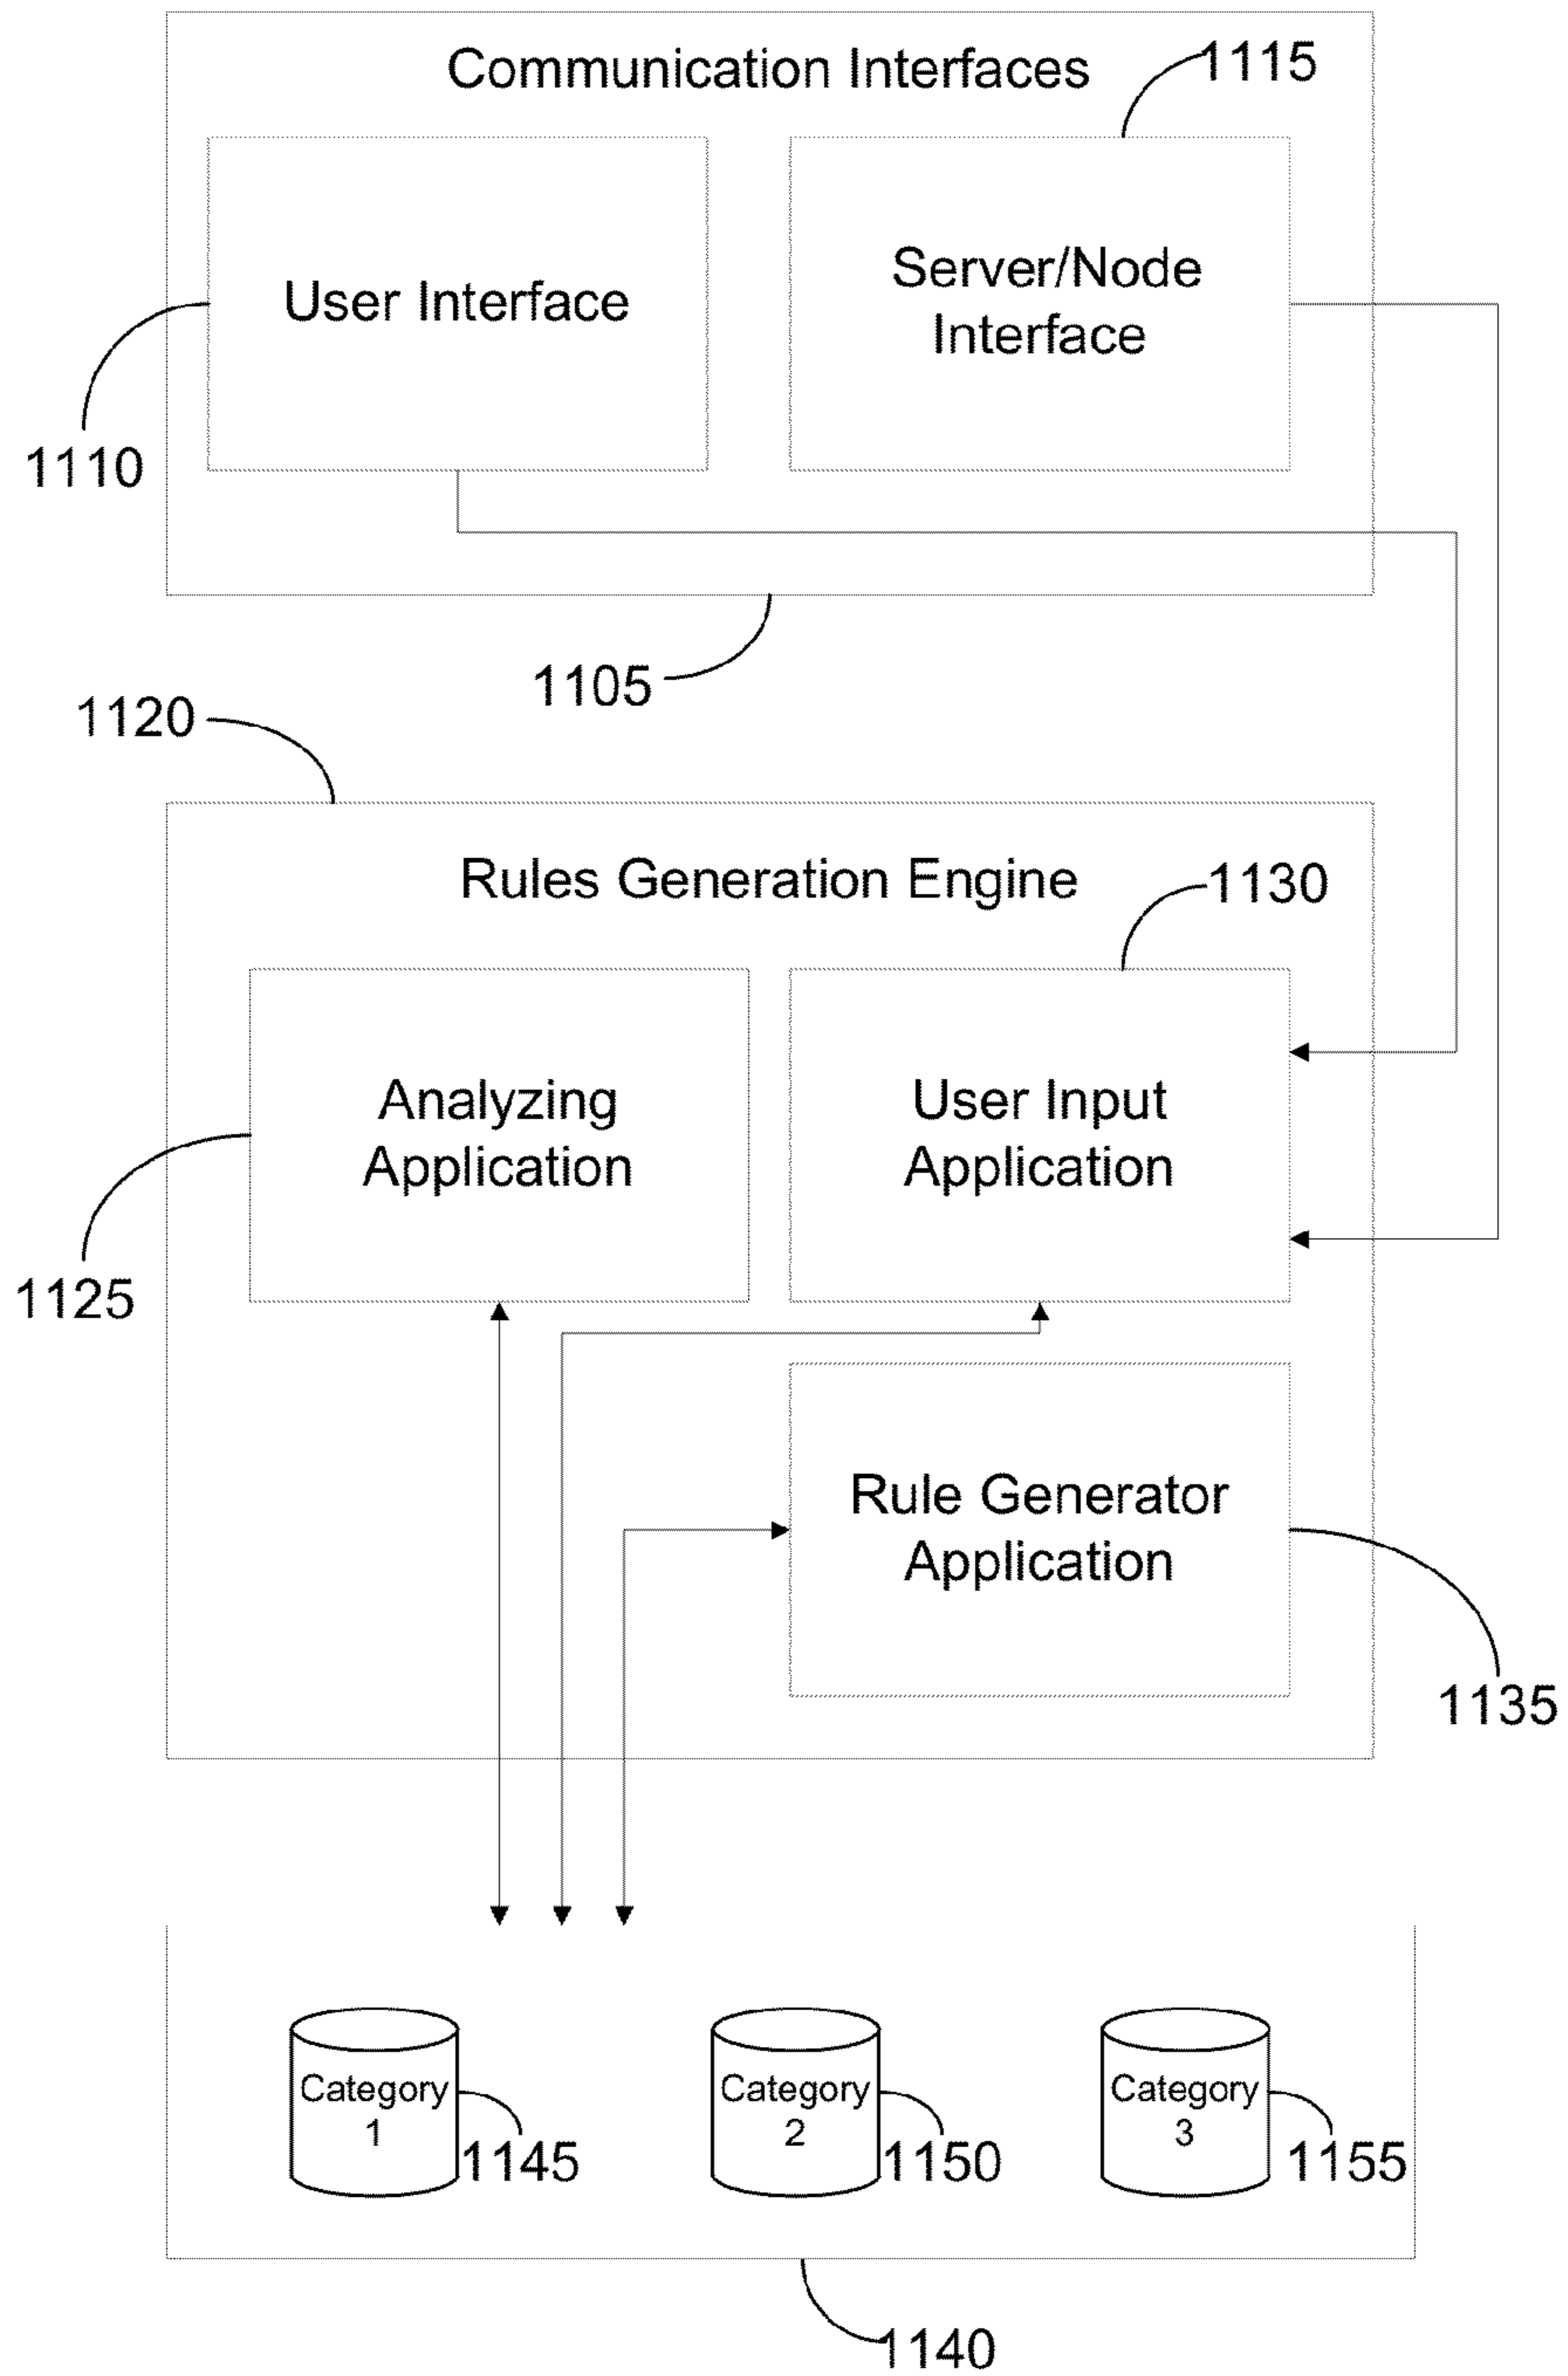 Communication Interfaces
1115
User Interface
Server/Node
Interface
1110
1105
1120
Rules Generation Engine
1130
Analyzing
Application
User Input
Application
1125
Rule Generator
Application
1135
Category
1
1145
Category
2
1150
Category
3
1155
1140